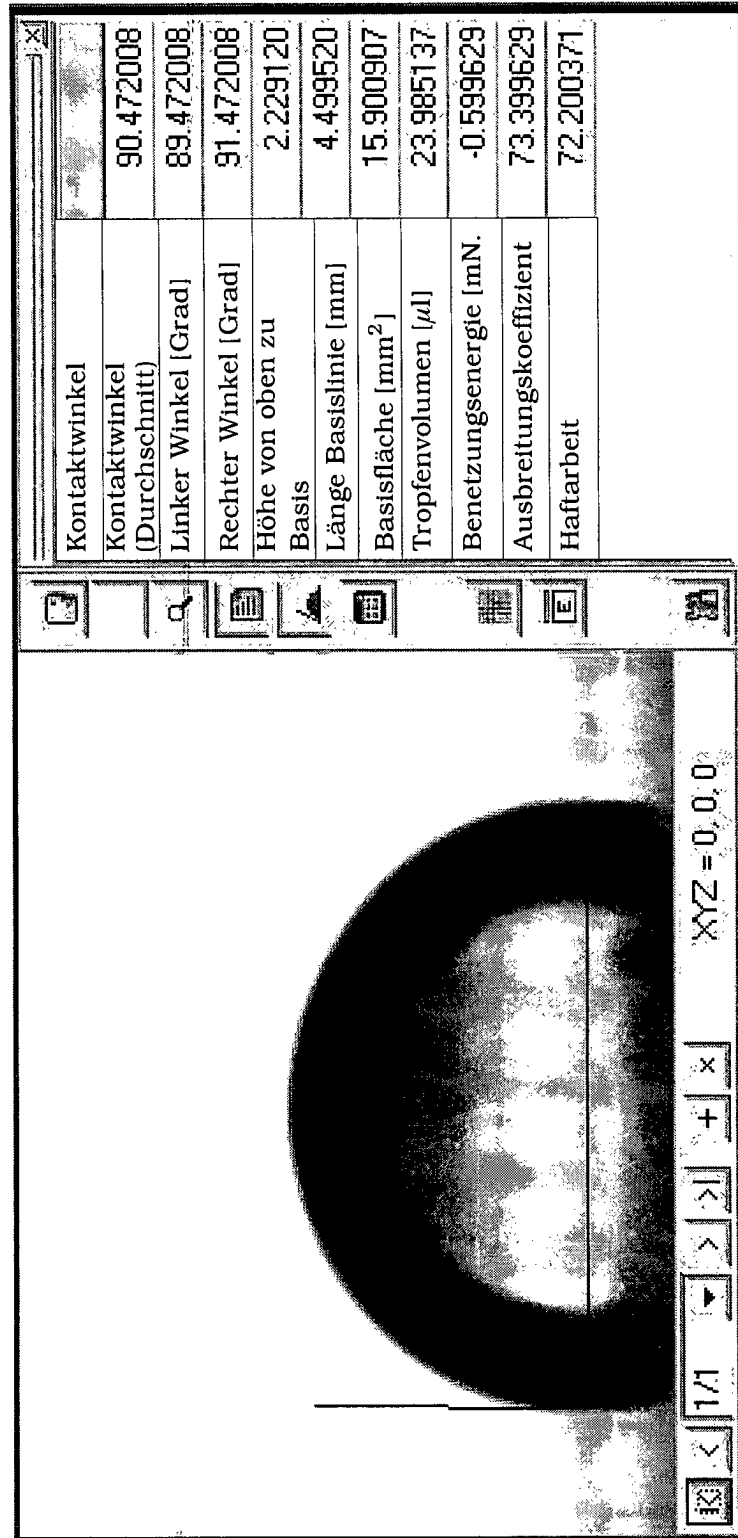 Kontaktwinkel
Kontaktwinkel 90.472008
(Durchschnitt)
Linker Winkel [Grad] 89.472008
Rechter Winkel [Grad] 91.472008
Höhe von oben zu 2.229120
Basis
Länge Basislinie [mm] 4.499520
Basisfläche [mm²] 15.900907
Tropfenvolumen [µl] 23.985137
Benetzungsenergie [mN. -0.599629
Ausbreitungskoeffizient 73.399629
Haftarbeit 72.200371
E
1/1
XYZ = 0, 0, 0